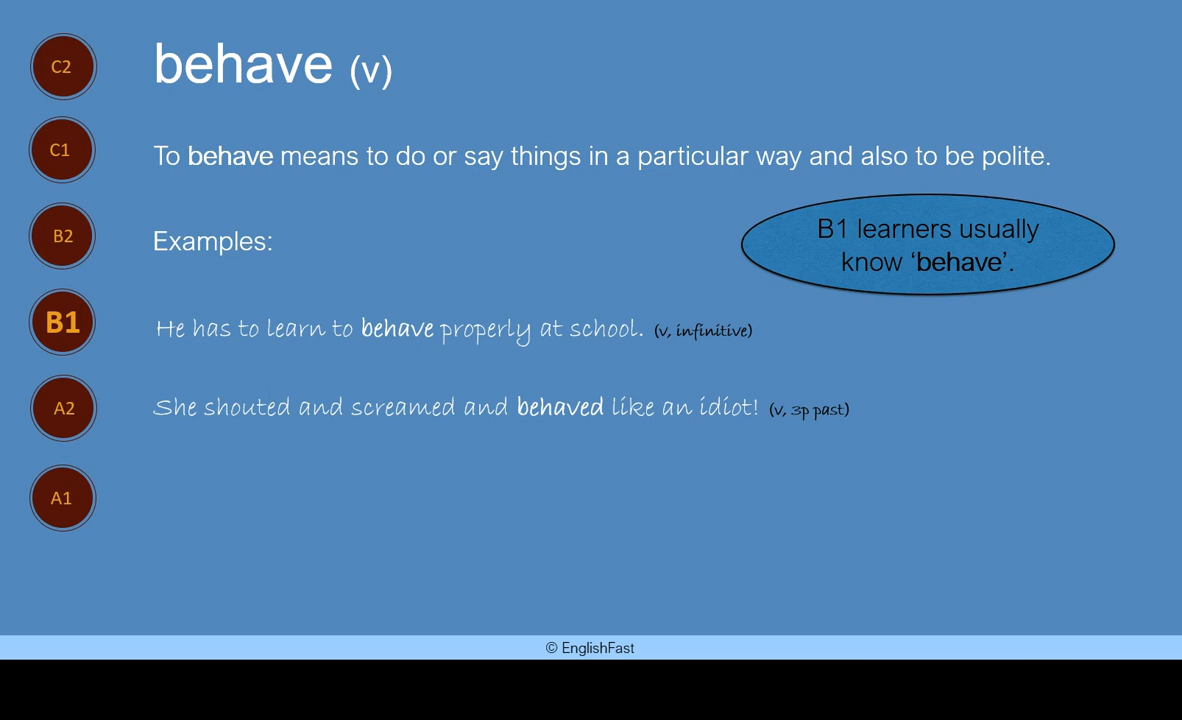 C2
behave (v)
C1
To behave means to do or say things in a particular way and also to be polite.
B2
Examples:
B1 learners usually
know ‘behave’.
B1
He has to learn to behave properly at school. (v, infinitive)
A2
She shouted and screamed and behaved like an idiot! (v, 3p past)
A1
© EnglishFast